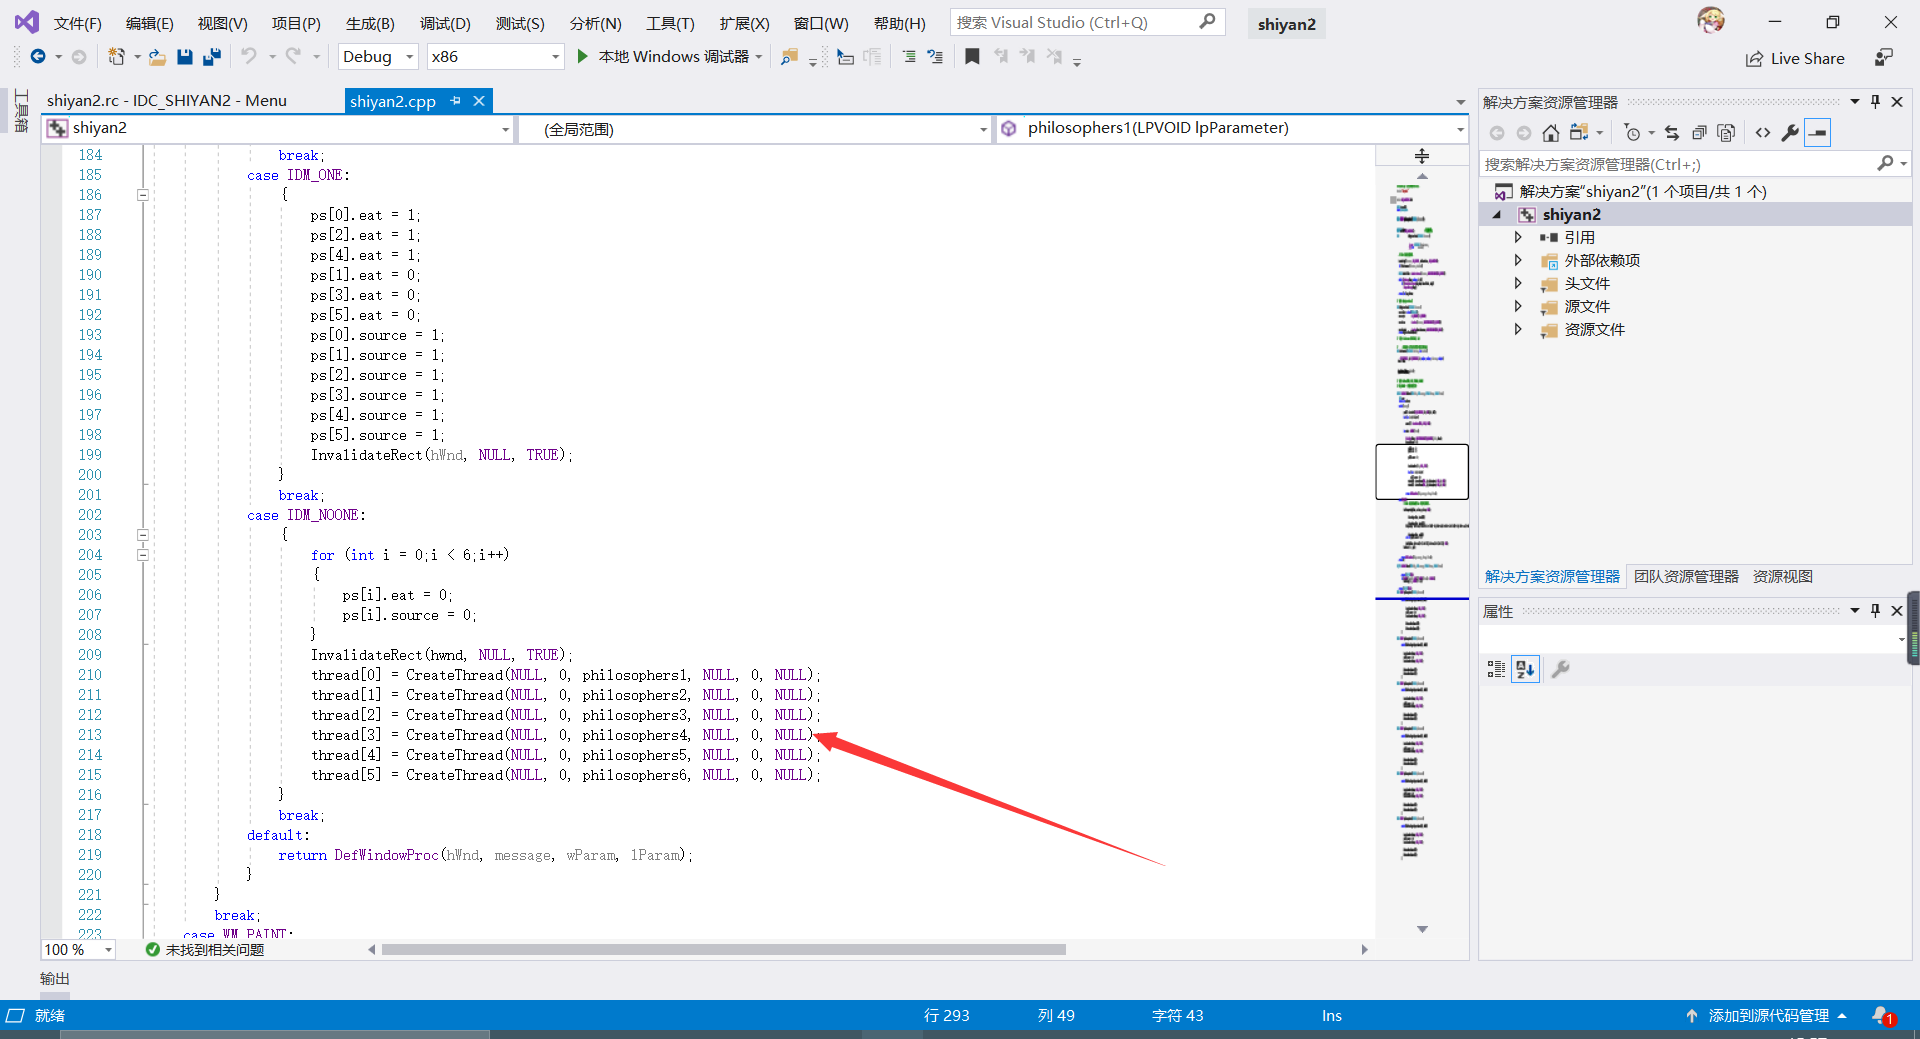 文件(F) 编辑(E) 视图(V) 项目(P) 生成(B) 调试(D) 测试(S) 分析(N) 工具(T) 扩展(X) 窗口(W) 帮助(H) 搜索 Visual Studio (Ctrl+Q) shiyan2
Debug x86 本地 Windows 调试器 Live Share
工具箱
shiyan2.rc - IDC_SHIYAN2 - Menu shiyan2.cpp
shiyan2 (全局范围) philosophers1(LPVOID lpParameter)
184 break;
185 case IDM_ONE:
186 {
187 ps[0].eat = 1;
188 ps[2].eat = 1;
189 ps[4].eat = 1;
190 ps[1].eat = 0;
191 ps[3].eat = 0;
192 ps[5].eat = 0;
193 ps[0].source = 1;
194 ps[1].source = 1;
195 ps[2].source = 1;
196 ps[3].source = 1;
197 ps[4].source = 1;
198 ps[5].source = 1;
199 InvalidateRect(hWnd, NULL, TRUE);
200 }
201 break;
202 case IDM_NOONE:
203 {
204 for (int i = 0;i < 6;i++)
205 {
206 ps[i].eat = 0;
207 ps[i].source = 0;
208 }
209 InvalidateRect(hwnd, NULL, TRUE);
210 thread[0] = CreateThread(NULL, 0, philosophers1, NULL, 0, NULL);
211 thread[1] = CreateThread(NULL, 0, philosophers2, NULL, 0, NULL);
212 thread[2] = CreateThread(NULL, 0, philosophers3, NULL, 0, NULL);
213 thread[3] = CreateThread(NULL, 0, philosophers4, NULL, 0, NULL);
214 thread[4] = CreateThread(NULL, 0, philosophers5, NULL, 0, NULL);
215 thread[5] = CreateThread(NULL, 0, philosophers6, NULL, 0, NULL);
216 }
217 break;
218 default:
219 return DefWindowProc(hWnd, message, wParam, lParam);
220 }
221 }
222 break;
223 case WM_PAINT:
100 % 未找到相关问题
解决方案资源管理器
搜索解决方案资源管理器(Ctrl+;)
解决方案“shiyan2”(1 个项目/共 1 个)
shiyan2
引用
外部依赖项
头文件
源文件
资源文件
解决方案资源管理器 团队资源管理器 资源视图
属性
输出
就绪 行 293 列 49 字符 43 Ins 添加到源代码管理 1